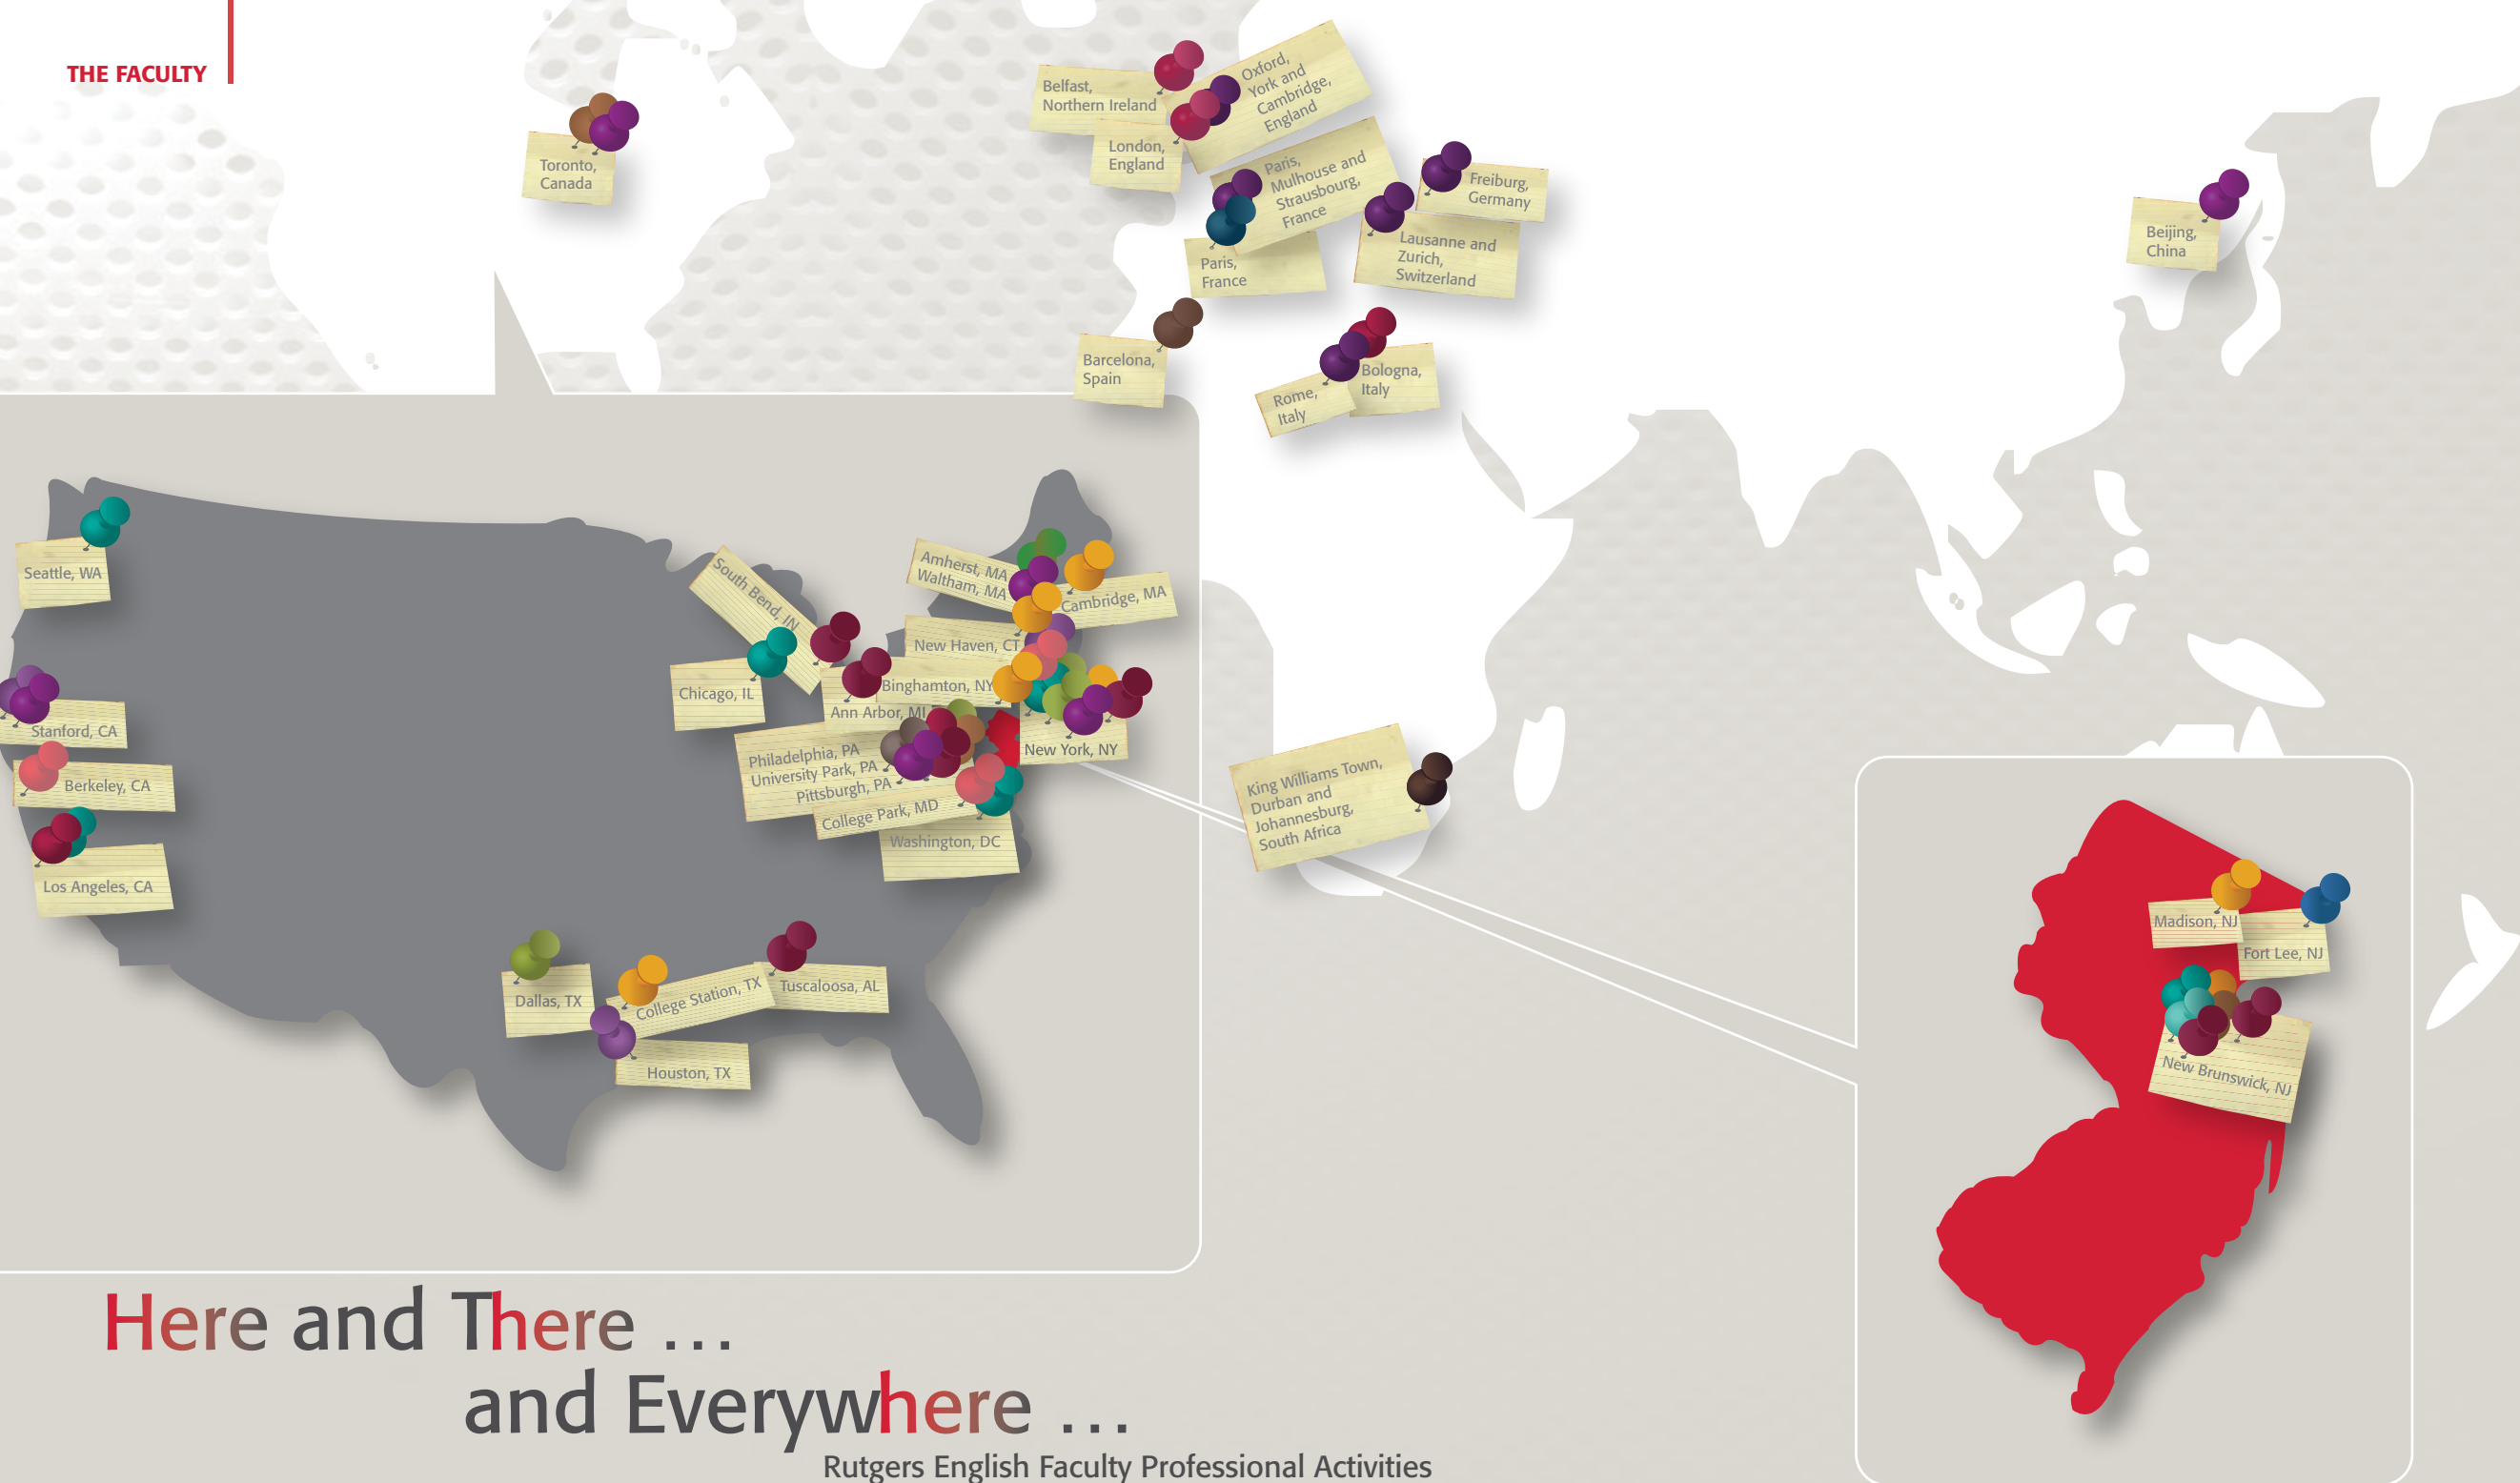 THE FACULTY
Toronto,
Canada
Belfast,
Northern Ireland
Oxford,
York and
Cambridge,
England
London,
England
Paris,
Mulhouse and
Strausbourg,
France
Freiburg,
Germany
Lausanne and
Zurich,
Switzerland
Paris,
France
Barcelona,
Spain
Bologna,
Italy
Rome,
Italy
Beijing,
China
Seattle, WA
Stanford, CA
Berkeley, CA
Los Angeles, CA
South Bend, IN
Chicago, IL
Amherst, MA
Waltham, MA
Cambridge, MA
New Haven, CT
Binghamton, NY
Ann Arbor, MI
New York, NY
Philadelphia, PA
University Park, PA
Pittsburgh, PA
College Park, MD
Washington, DC
Dallas, TX
College Station, TX
Tuscaloosa, AL
Houston, TX
King Williams Town,
Durban and
Johannesburg,
South Africa
Madison, NJ
Fort Lee, NJ
New Brunswick, NJ
Here and There ...
and Everywhere ...
Rutgers English Faculty Professional Activities